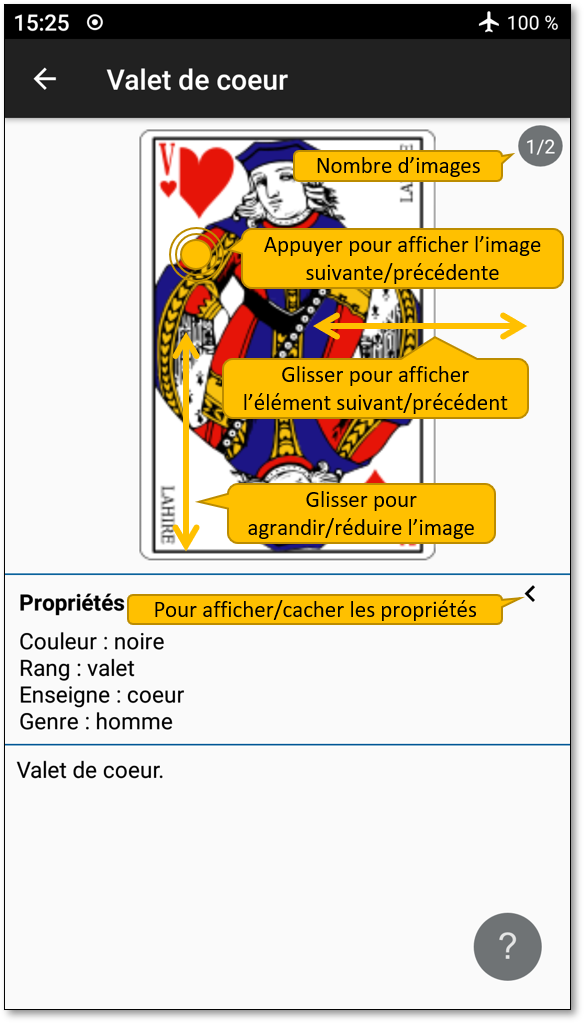 15:25 100 %
Valet de coeur
1/2
V
Nombre d’images
LA
Appuyer pour afficher l’image
suivante/précédente
Glisser pour afficher
l’élément suivant/précédent
LAHIRE
Glisser pour
agrandir/réduire l’image
Propriétés
Pour afficher/cacher les propriétés
Couleur : noire
Rang : valet
Enseigne : coeur
Genre : homme
Valet de coeur.
?